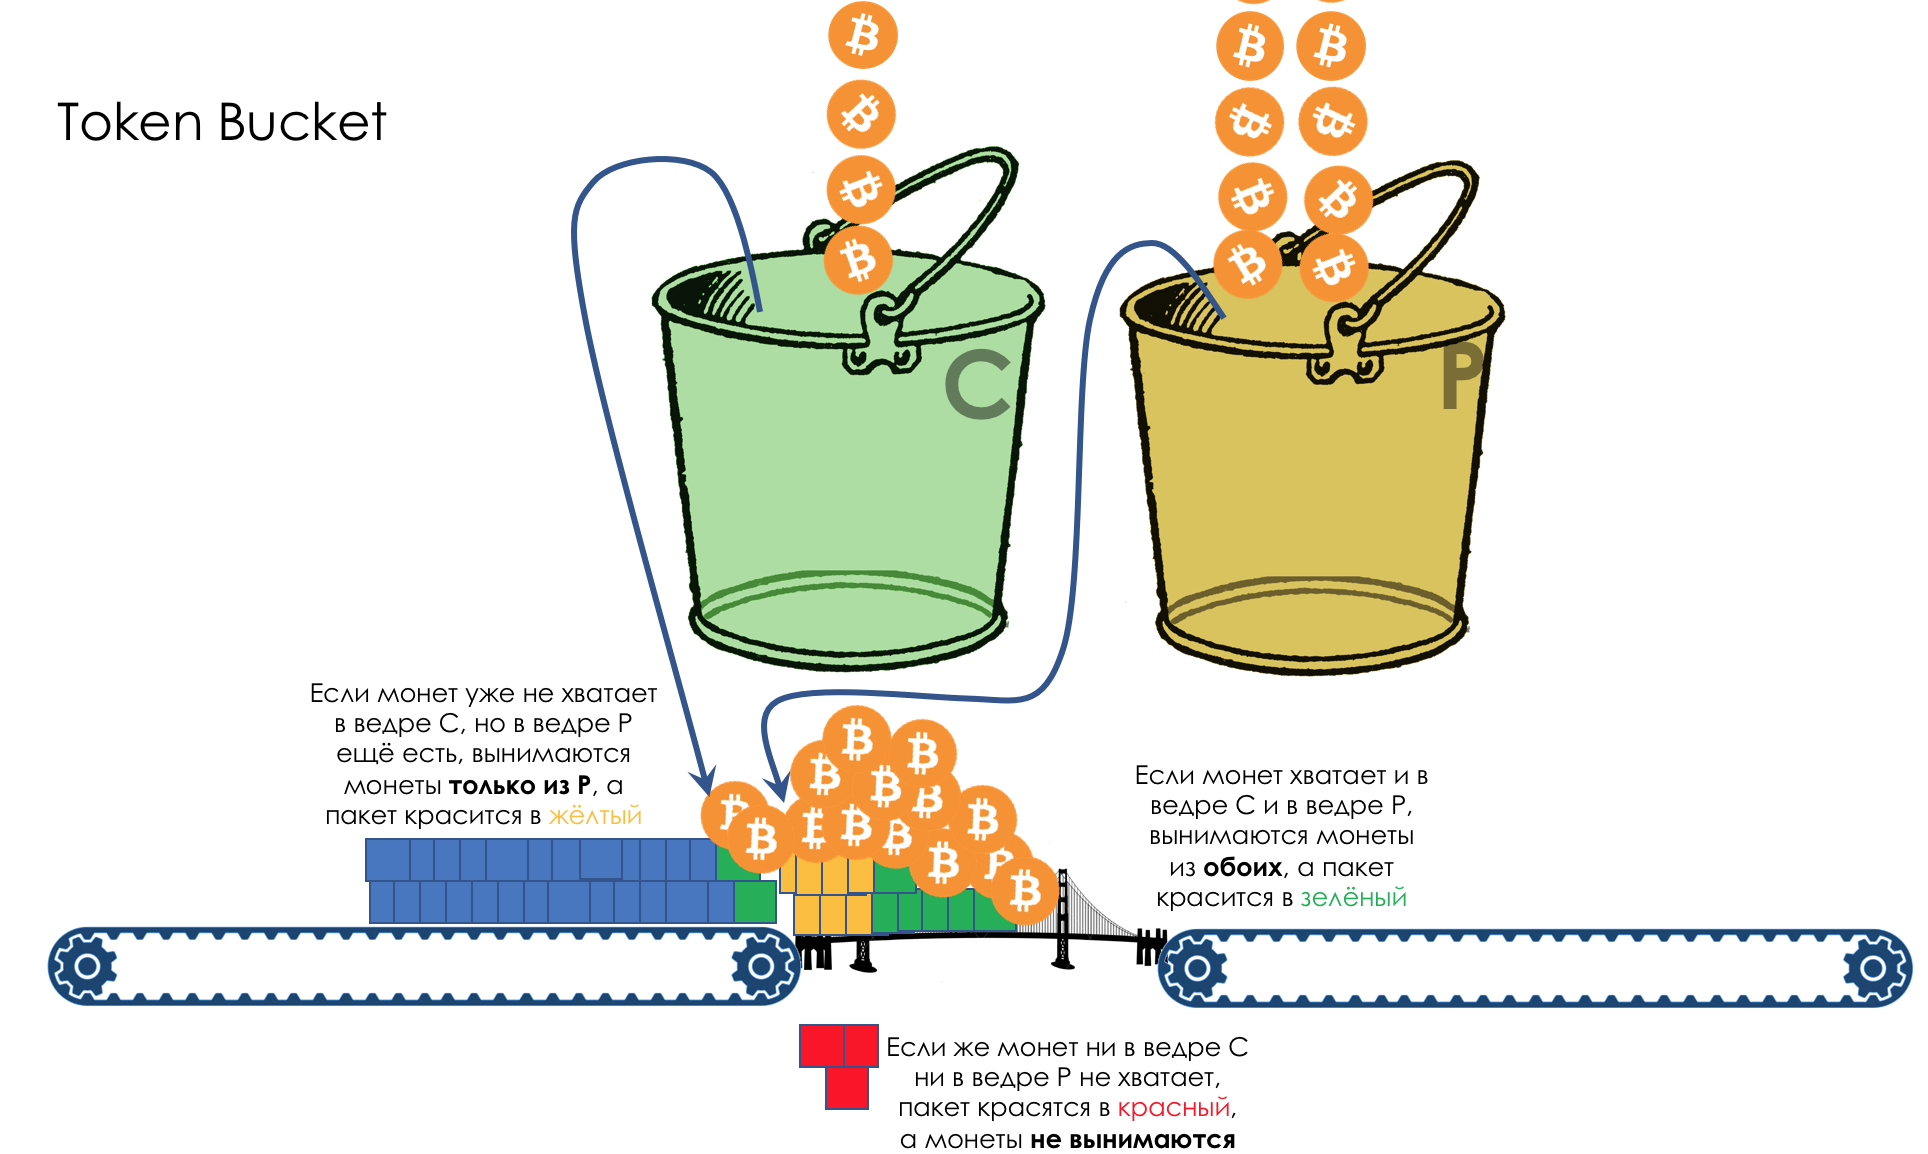 Token Bucket
C
P
Если монет уже не хватает
в ведре С, но в ведре Р
ещё есть, вынимаются
монеты только из Р, а
пакет красится в жёлтый
Если монет хватает и в
ведре С и в ведре Р,
вынимаются монеты
из обоих, а пакет
красится в зелёный
Если же монет ни в ведре С
ни в ведре Р не хватает,
пакет красятся в красный,
а монеты не вынимаются